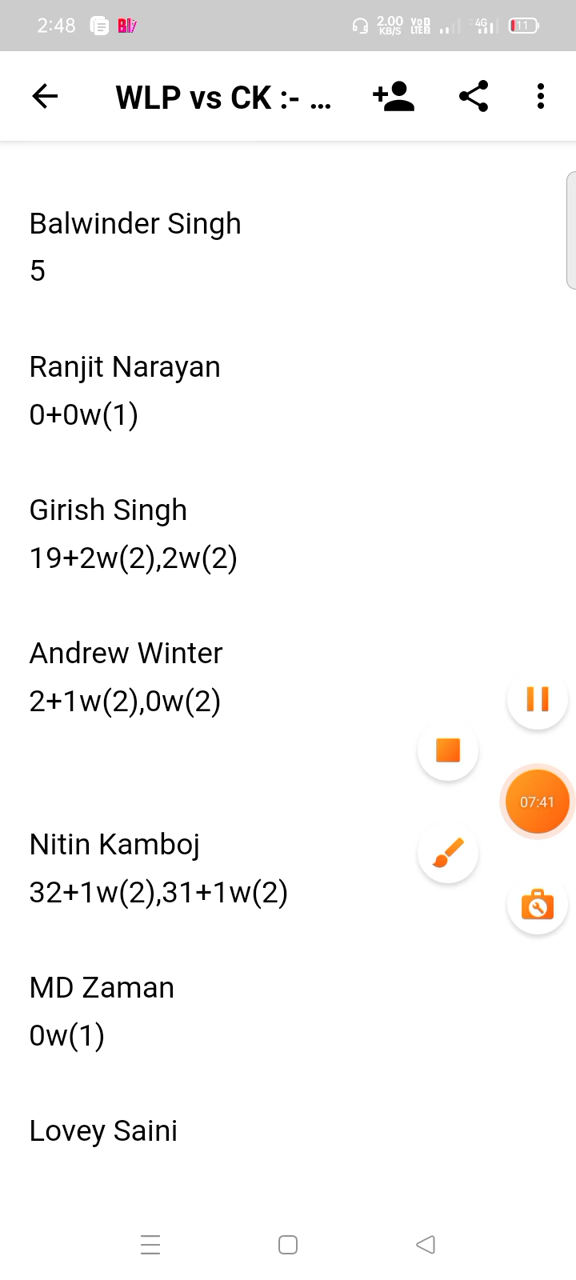 2:48
2.00
KB/S
4G
11
WLP vs CK :- ...
Balwinder Singh
5
Ranjit Narayan
0+0w(1)
Girish Singh
19+2w(2),2w(2)
Andrew Winter
2+1w(2),0w(2)
07:41
Nitin Kamboj
32+1w(2),31+1w(2)
MD Zaman
0w(1)
Lovey Saini